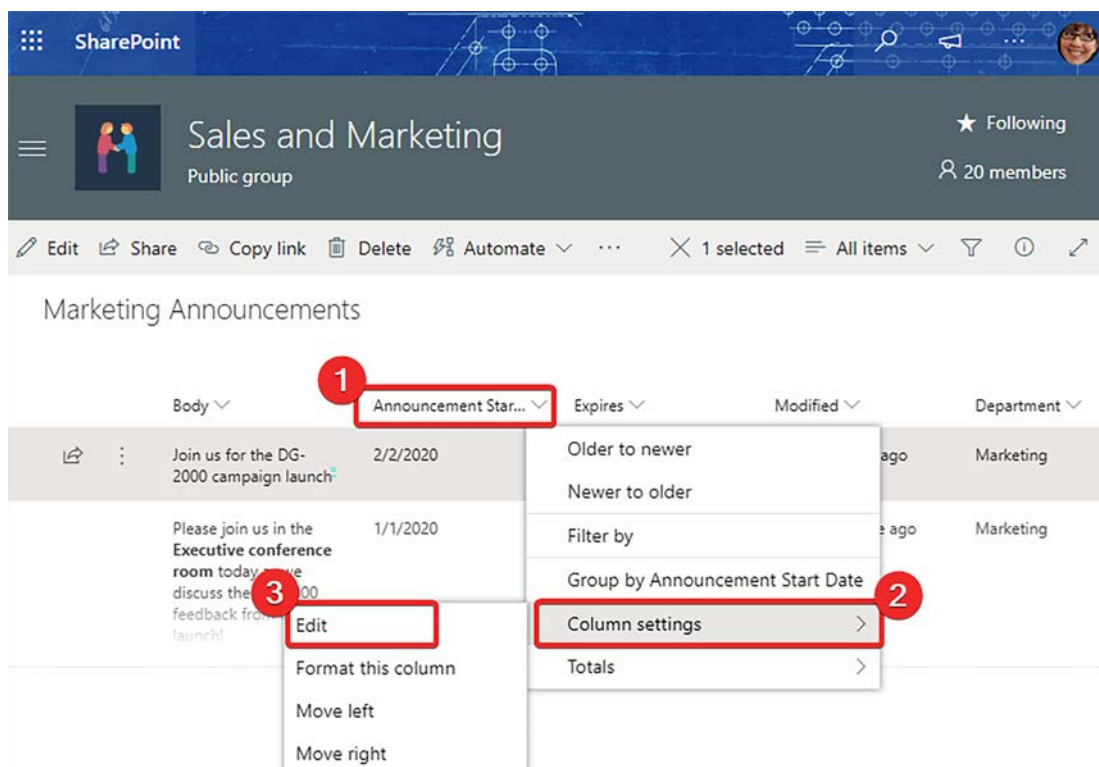 SharePoint
Sales and Marketing
Public group
Following
20 members
Edit Share Copy link Delete Automate ... 1 selected All items
Marketing Announcements
1
Body Announcement Star... Expires Modified Department
Join us for the DG-
2000 campaign launch
2/2/2020
ago
Marketing
Please join us in the
Executive conference
room today
discuss the
feedback
launch!
1/1/2020
ago
Marketing
Older to newer
Newer to older
Filter by
Group by Announcement Start Date
2
Column settings
Totals
3
Edit
Format this column
Move left
Move right